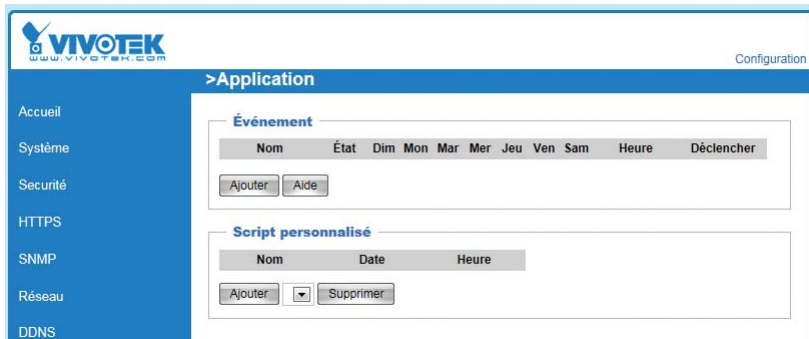 VIVOTEK
www.vivotek.com
Configuration
>Application
Accueil
Système
Securité
HTTPS
SNMP
Réseau
DDNS
Événement
Nom État Dim Mon Mar Mer Jeu Ven Sam Heure Déclencher
Ajouter Aide
Script personnalisé
Nom Date Heure
Ajouter Supprimer